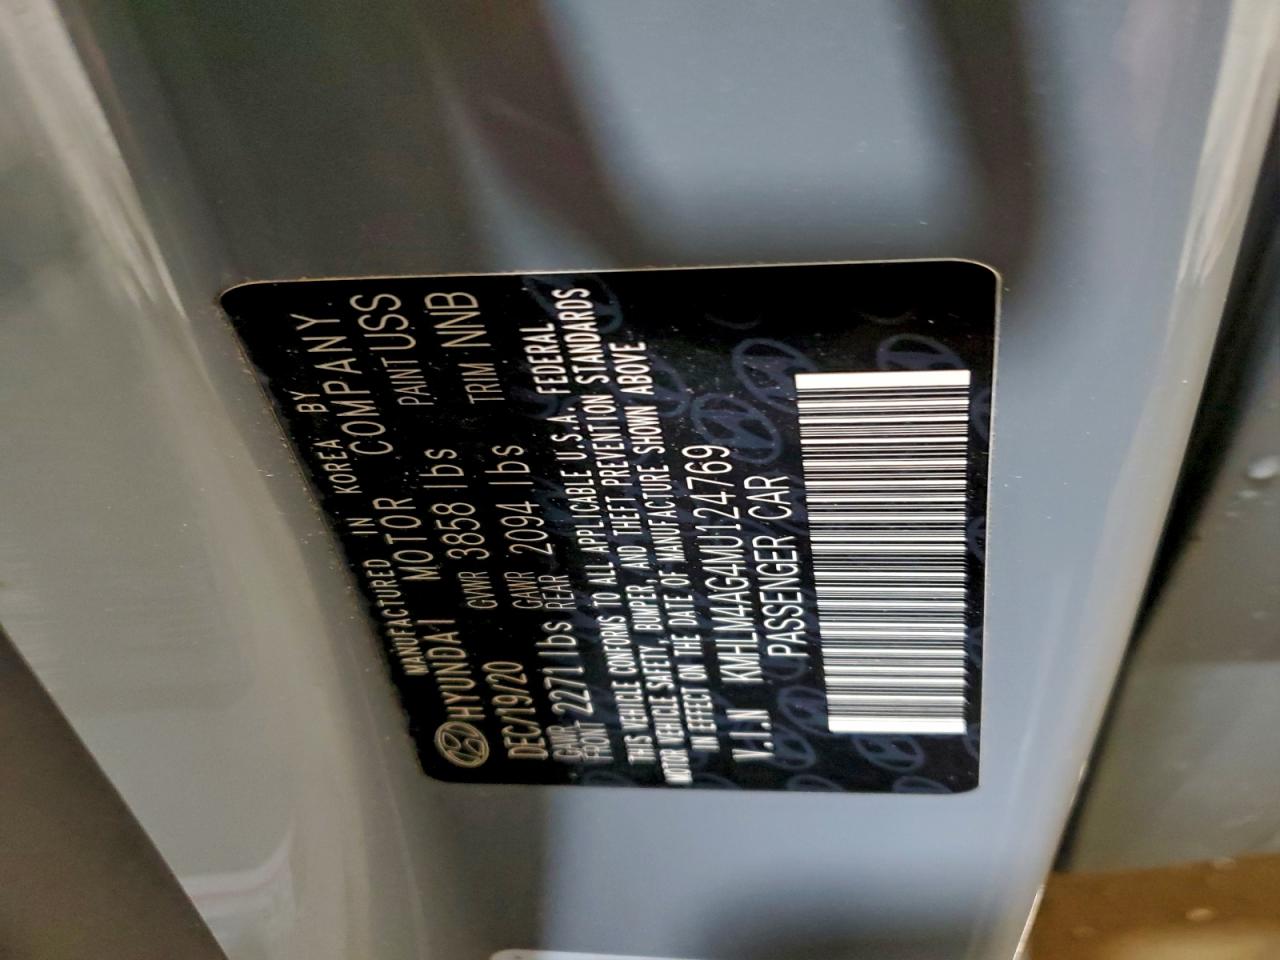 MANUFACTURED IN KOREA BY
HYUNDAI MOTOR COMPANY
DEC/19/20 GVWR 3858 lbs PAINT USS
GAWR FRONT 2271 lbs GAWR REAR 2094 lbs TRIM NNB
THIS VEHICLE CONFORMS TO ALL APPLICABLE U.S.A. FEDERAL
MOTOR VEHICLE SAFETY, BUMPER, AND THEFT PREVENTION STANDARDS
IN EFFECT ON THE DATE OF MANUFACTURE SHOWN ABOVE
V.I.N KMHLM4AG4MU124769
PASSENGER CAR